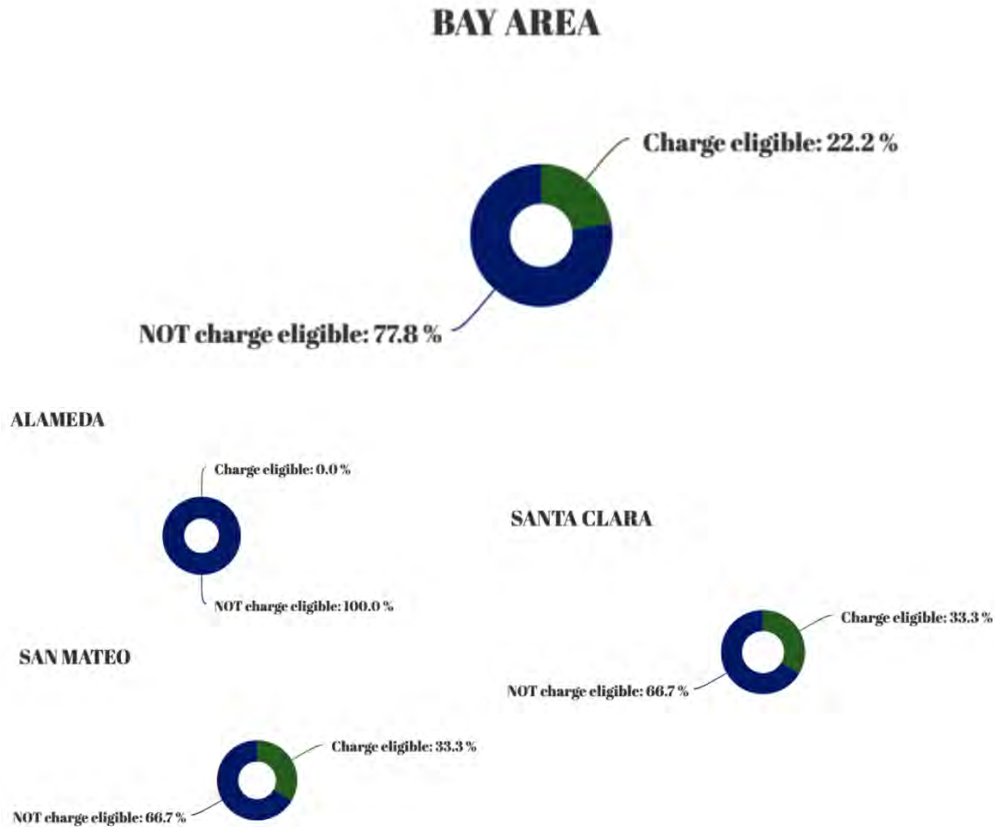 BAY AREA
Charge eligible: 22.2 %
NOT charge eligible: 77.8 %
ALAMEDA
Charge eligible: 0.0 %
NOT charge eligible: 100.0 %
SANTA CLARA
Charge eligible: 33.3 %
NOT charge eligible: 66.7 %
SAN MATEO
Charge eligible: 33.3 %
NOT charge eligible: 66.7 %